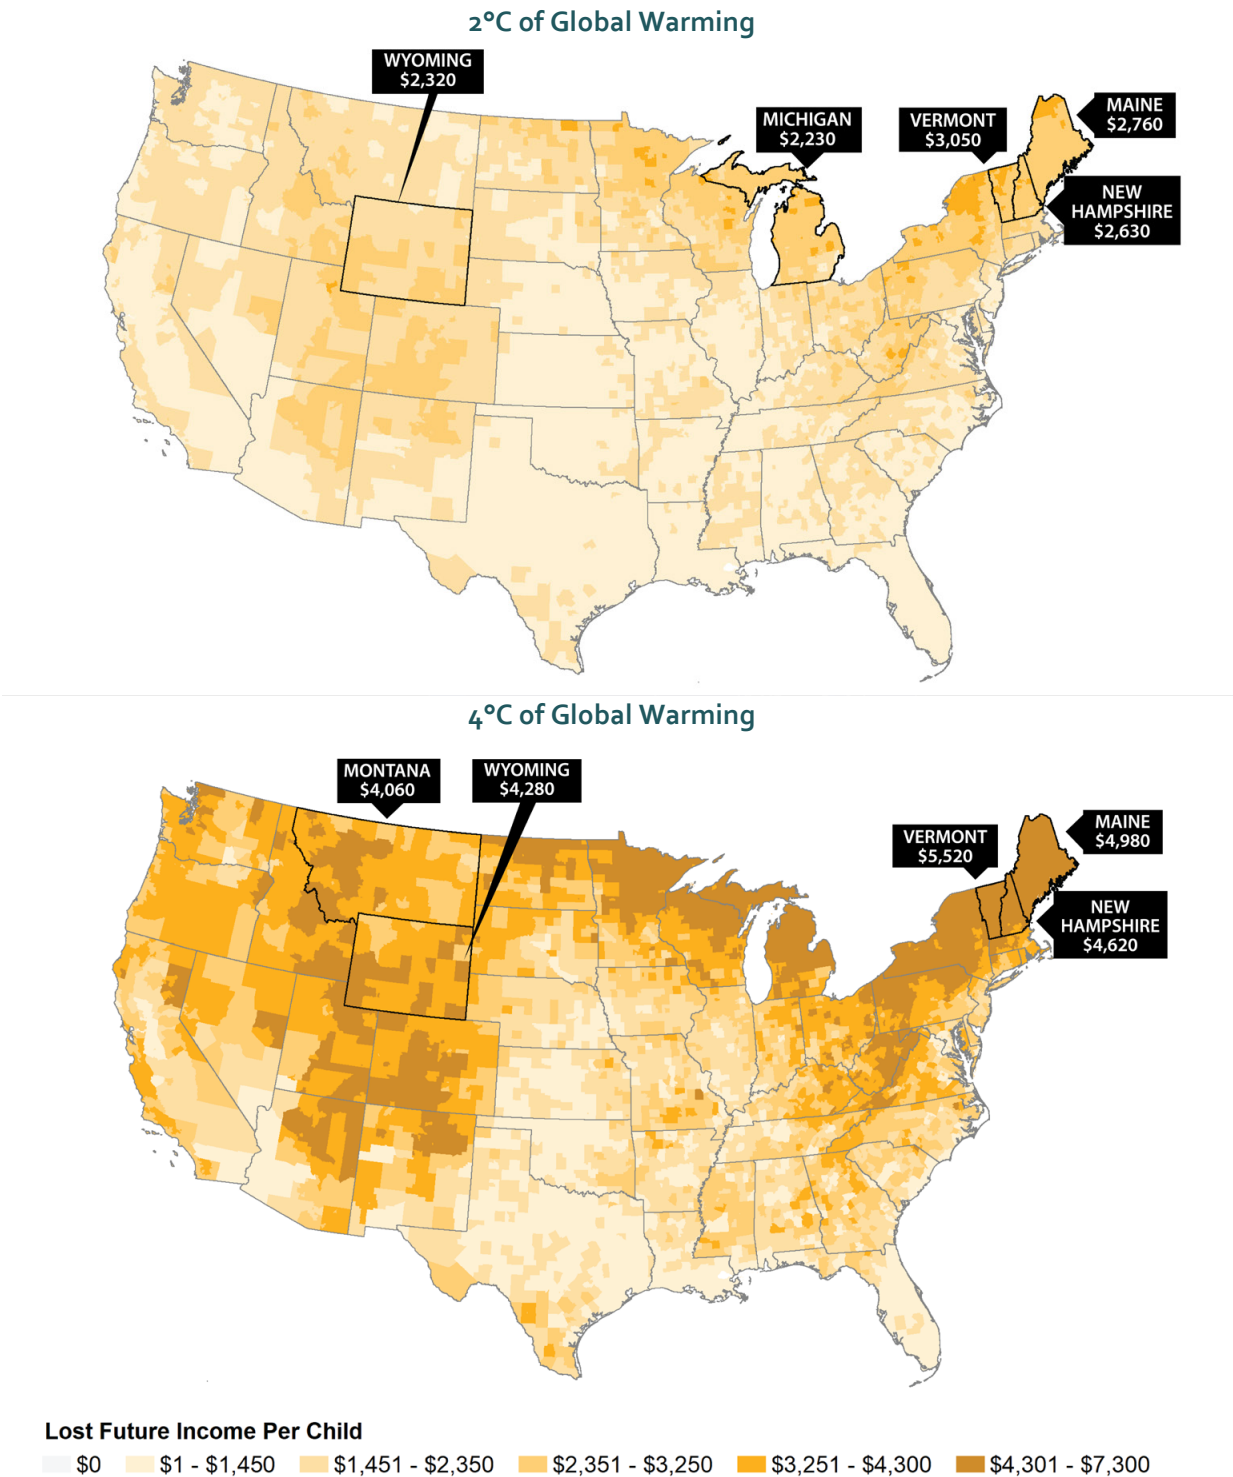 2°C of Global Warming
WYOMING
$2,320
MICHIGAN
$2,230
VERMONT
$3,050
MAINE
$2,760
NEW
HAMPSHIRE
$2,630
4°C of Global Warming
MONTANA
$4,060
WYOMING
$4,280
VERMONT
$5,520
MAINE
$4,980
NEW
HAMPSHIRE
$4,620
Lost Future Income Per Child
$0 $1 - $1,450 $1,451 - $2,350 $2,351 - $3,250 $3,251 - $4,300 $4,301 - $7,300